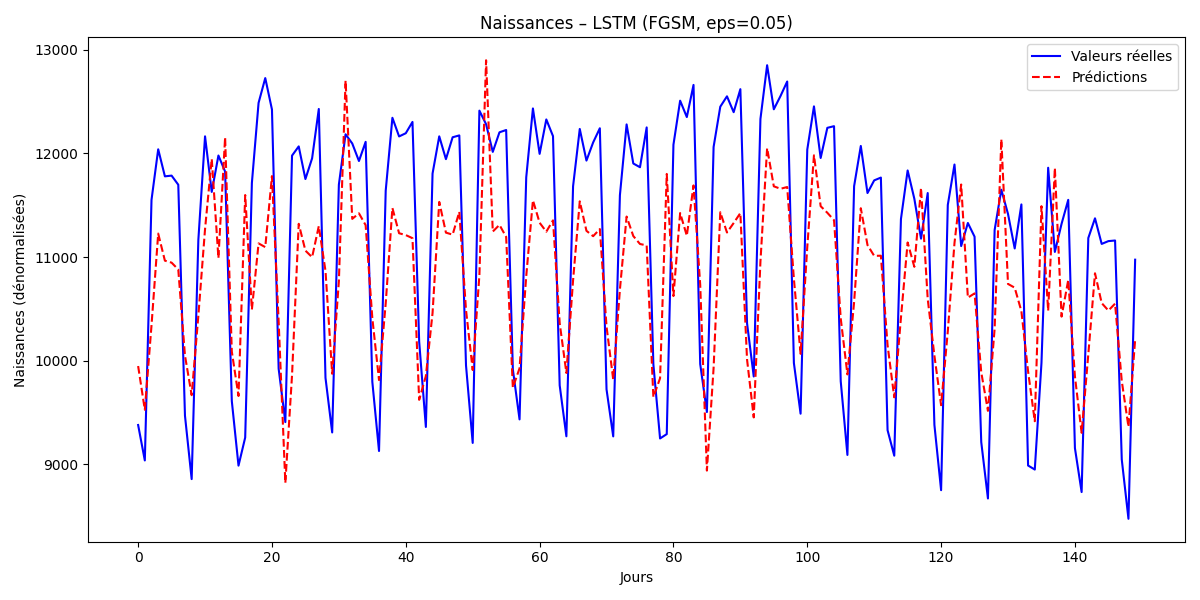 Naissances – LSTM (FGSM, eps=0.05)
Valeurs réelles
Prédictions
Naissances (dénormalisées)
13000
12000
11000
10000
9000
0 20 40 60 80 100 120 140
Jours